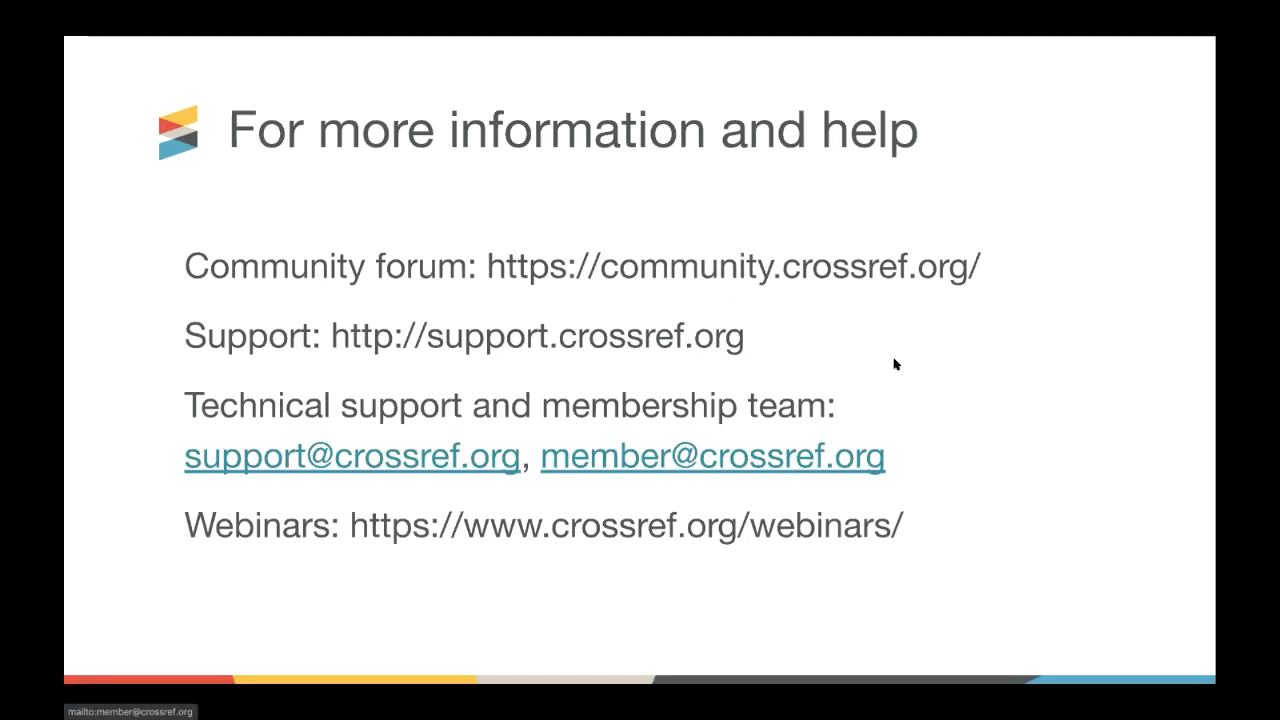 For more information and help
Community forum: https://community.crossref.org/
Support: http://support.crossref.org
Technical support and membership team:
support@crossref.org, member@crossref.org
Webinars: https://www.crossref.org/webinars/
mailto:member@crossref.org